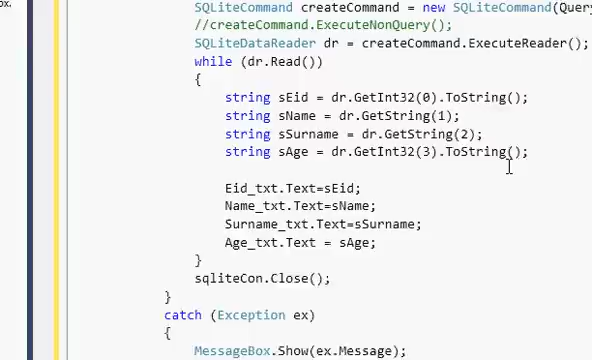 ox.
SQLiteCommand createCommand = new SQLiteCommand(Query
//createCommand.ExecuteNonQuery();
SQLiteDataReader dr = createCommand.ExecuteReader();
while (dr.Read())
{
string sEid = dr.GetInt32(0).ToString();
string sName = dr.GetString(1);
string sSurname = dr.GetString(2);
string sAge = dr.GetInt32(3).ToString();
Eid_txt.Text=sEid;
Name_txt.Text=sName;
Surname_txt.Text=sSurname;
Age_txt.Text = sAge;
}
sqliteCon.Close();
}
catch (Exception ex)
{
MessageBox.Show(ex.Message);